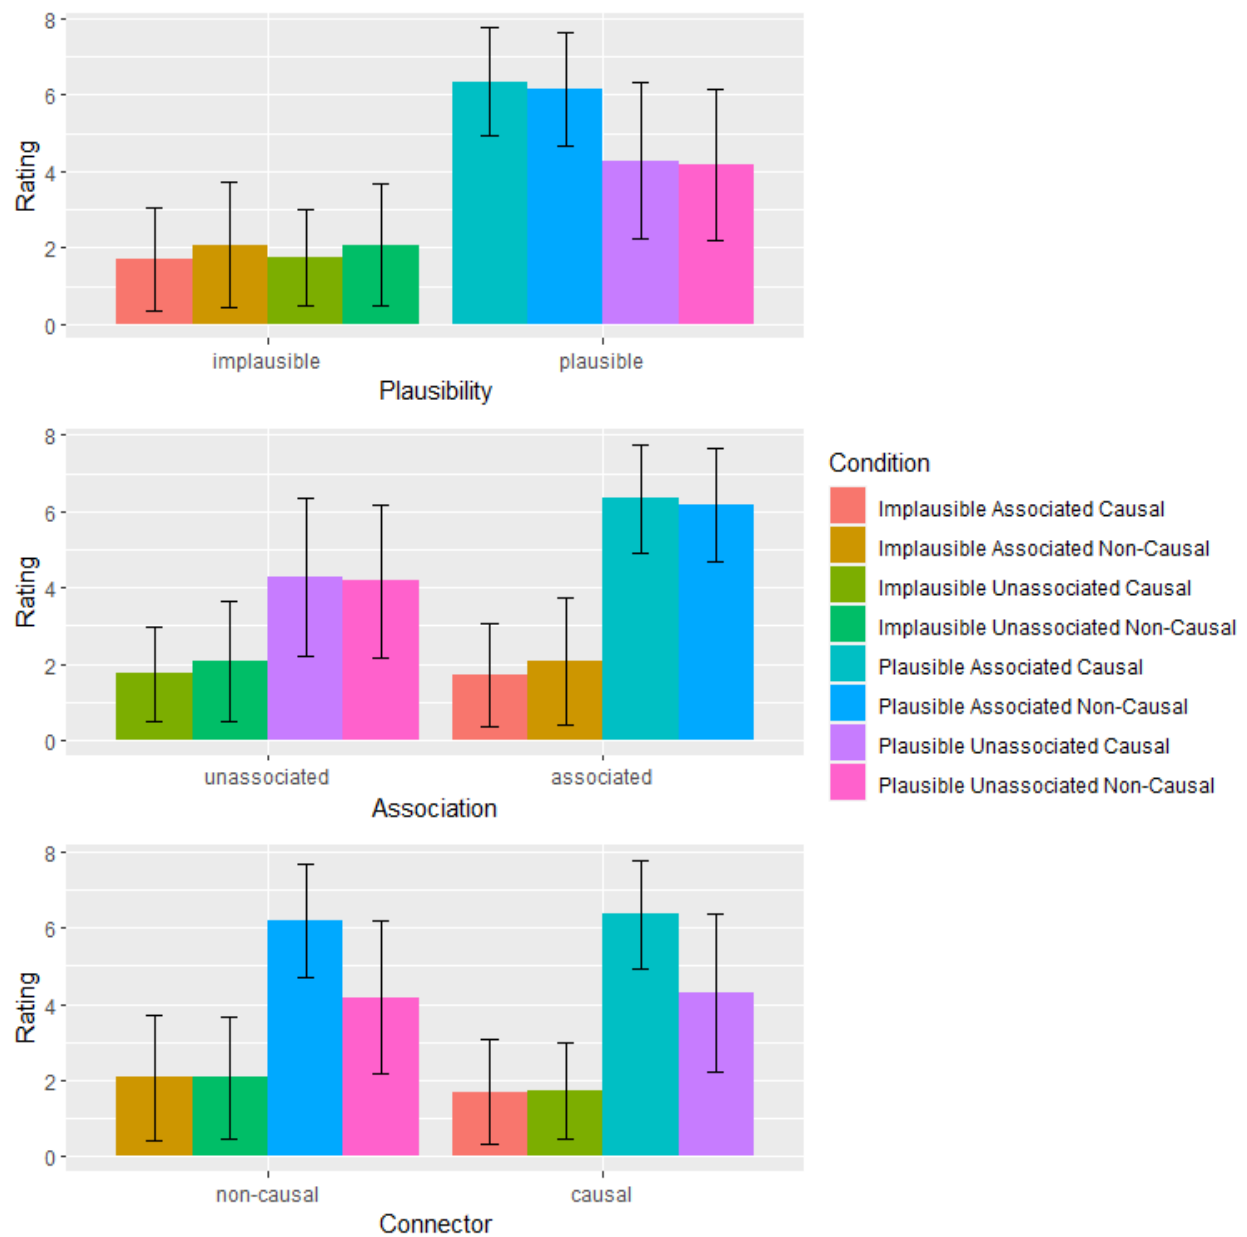 8
6
4
2
0
Rating
implausible
plausible
Plausibility
8
6
4
2
0
Rating
unassociated
associated
Association
Condition
Implausible Associated Causal
Implausible Associated Non-Causal
Implausible Unassociated Causal
Implausible Unassociated Non-Causal
Plausible Associated Causal
Plausible Associated Non-Causal
Plausible Unassociated Causal
Plausible Unassociated Non-Causal
8
6
4
2
0
Rating
non-causal
causal
Connector